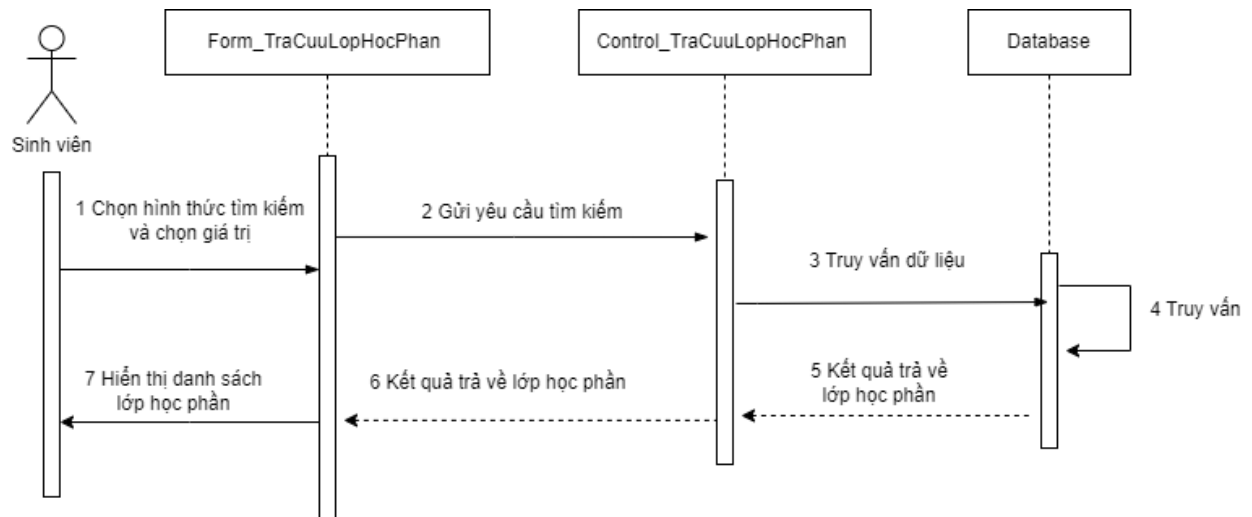 Form_TraCuuLopHocPhan
Control_TraCuuLopHocPhan
Database
Sinh viên
1 Chọn hình thức tìm kiếm
và chọn giá trị
2 Gửi yêu cầu tìm kiếm
3 Truy vấn dữ liệu
4 Truy vấn
5 Kết quả trả về
lớp học phần
6 Kết quả trả về lớp học phần
7 Hiển thị danh sách
lớp học phần